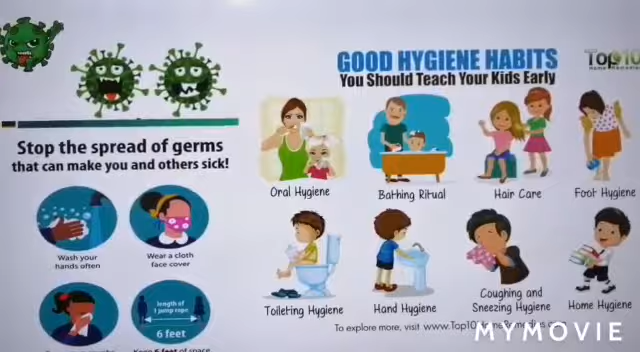 Stop the spread of germs
that can make you and others sick!
Wash your
hands often
Wear a cloth
face cover
length of
1 jump rope
6 feet
GOOD HYGIENE HABITS
You Should Teach Your Kids Early
Top10
Oral Hygiene
Bathing Ritual
Hair Care
Foot Hygiene
Toileting Hygiene
Hand Hygiene
Coughing and
Sneezing Hygiene
Home Hygiene
To explore more, visit
MYMOVIE